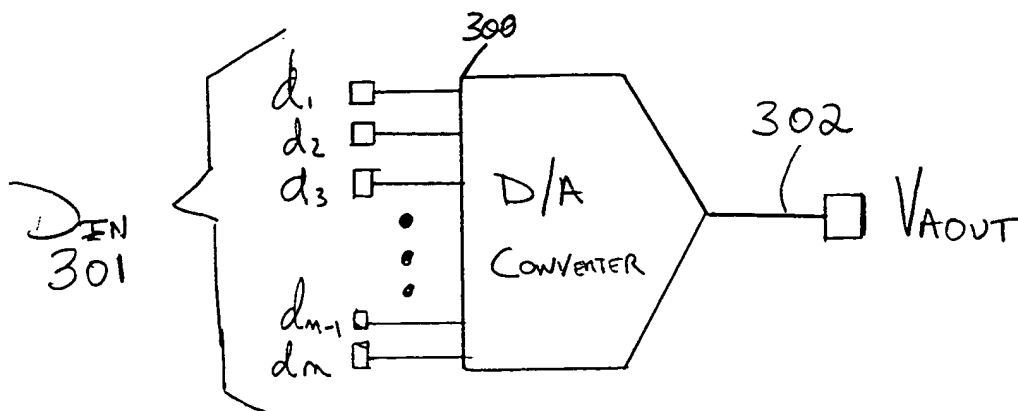 300
d1
d2
d3
D/A
CONVERTER
302
VAOUT
DIN
301
dn-1
dn